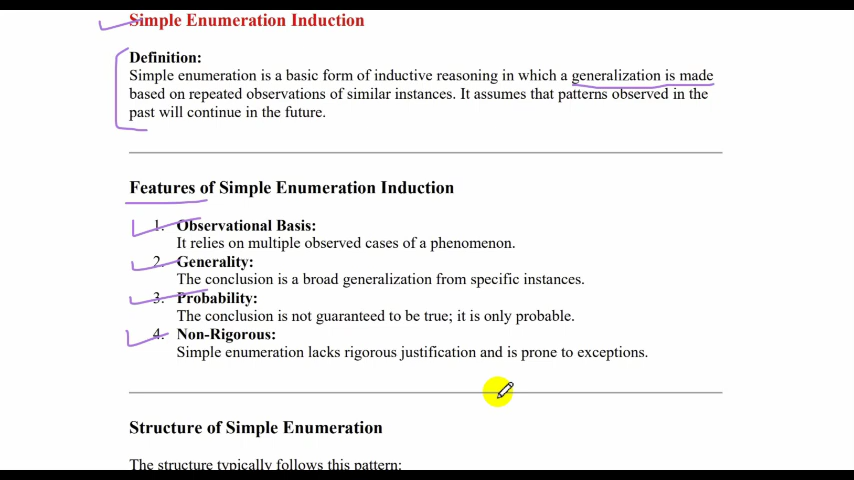 Simple Enumeration Induction
Definition:
Simple enumeration is a basic form of inductive reasoning in which a generalization is made
based on repeated observations of similar instances. It assumes that patterns observed in the
past will continue in the future.
Features of Simple Enumeration Induction
1. Observational Basis:
It relies on multiple observed cases of a phenomenon.
2. Generality:
The conclusion is a broad generalization from specific instances.
3. Probability:
The conclusion is not guaranteed to be true; it is only probable.
4. Non-Rigorous:
Simple enumeration lacks rigorous justification and is prone to exceptions.
Structure of Simple Enumeration
The structure typically follows this pattern: